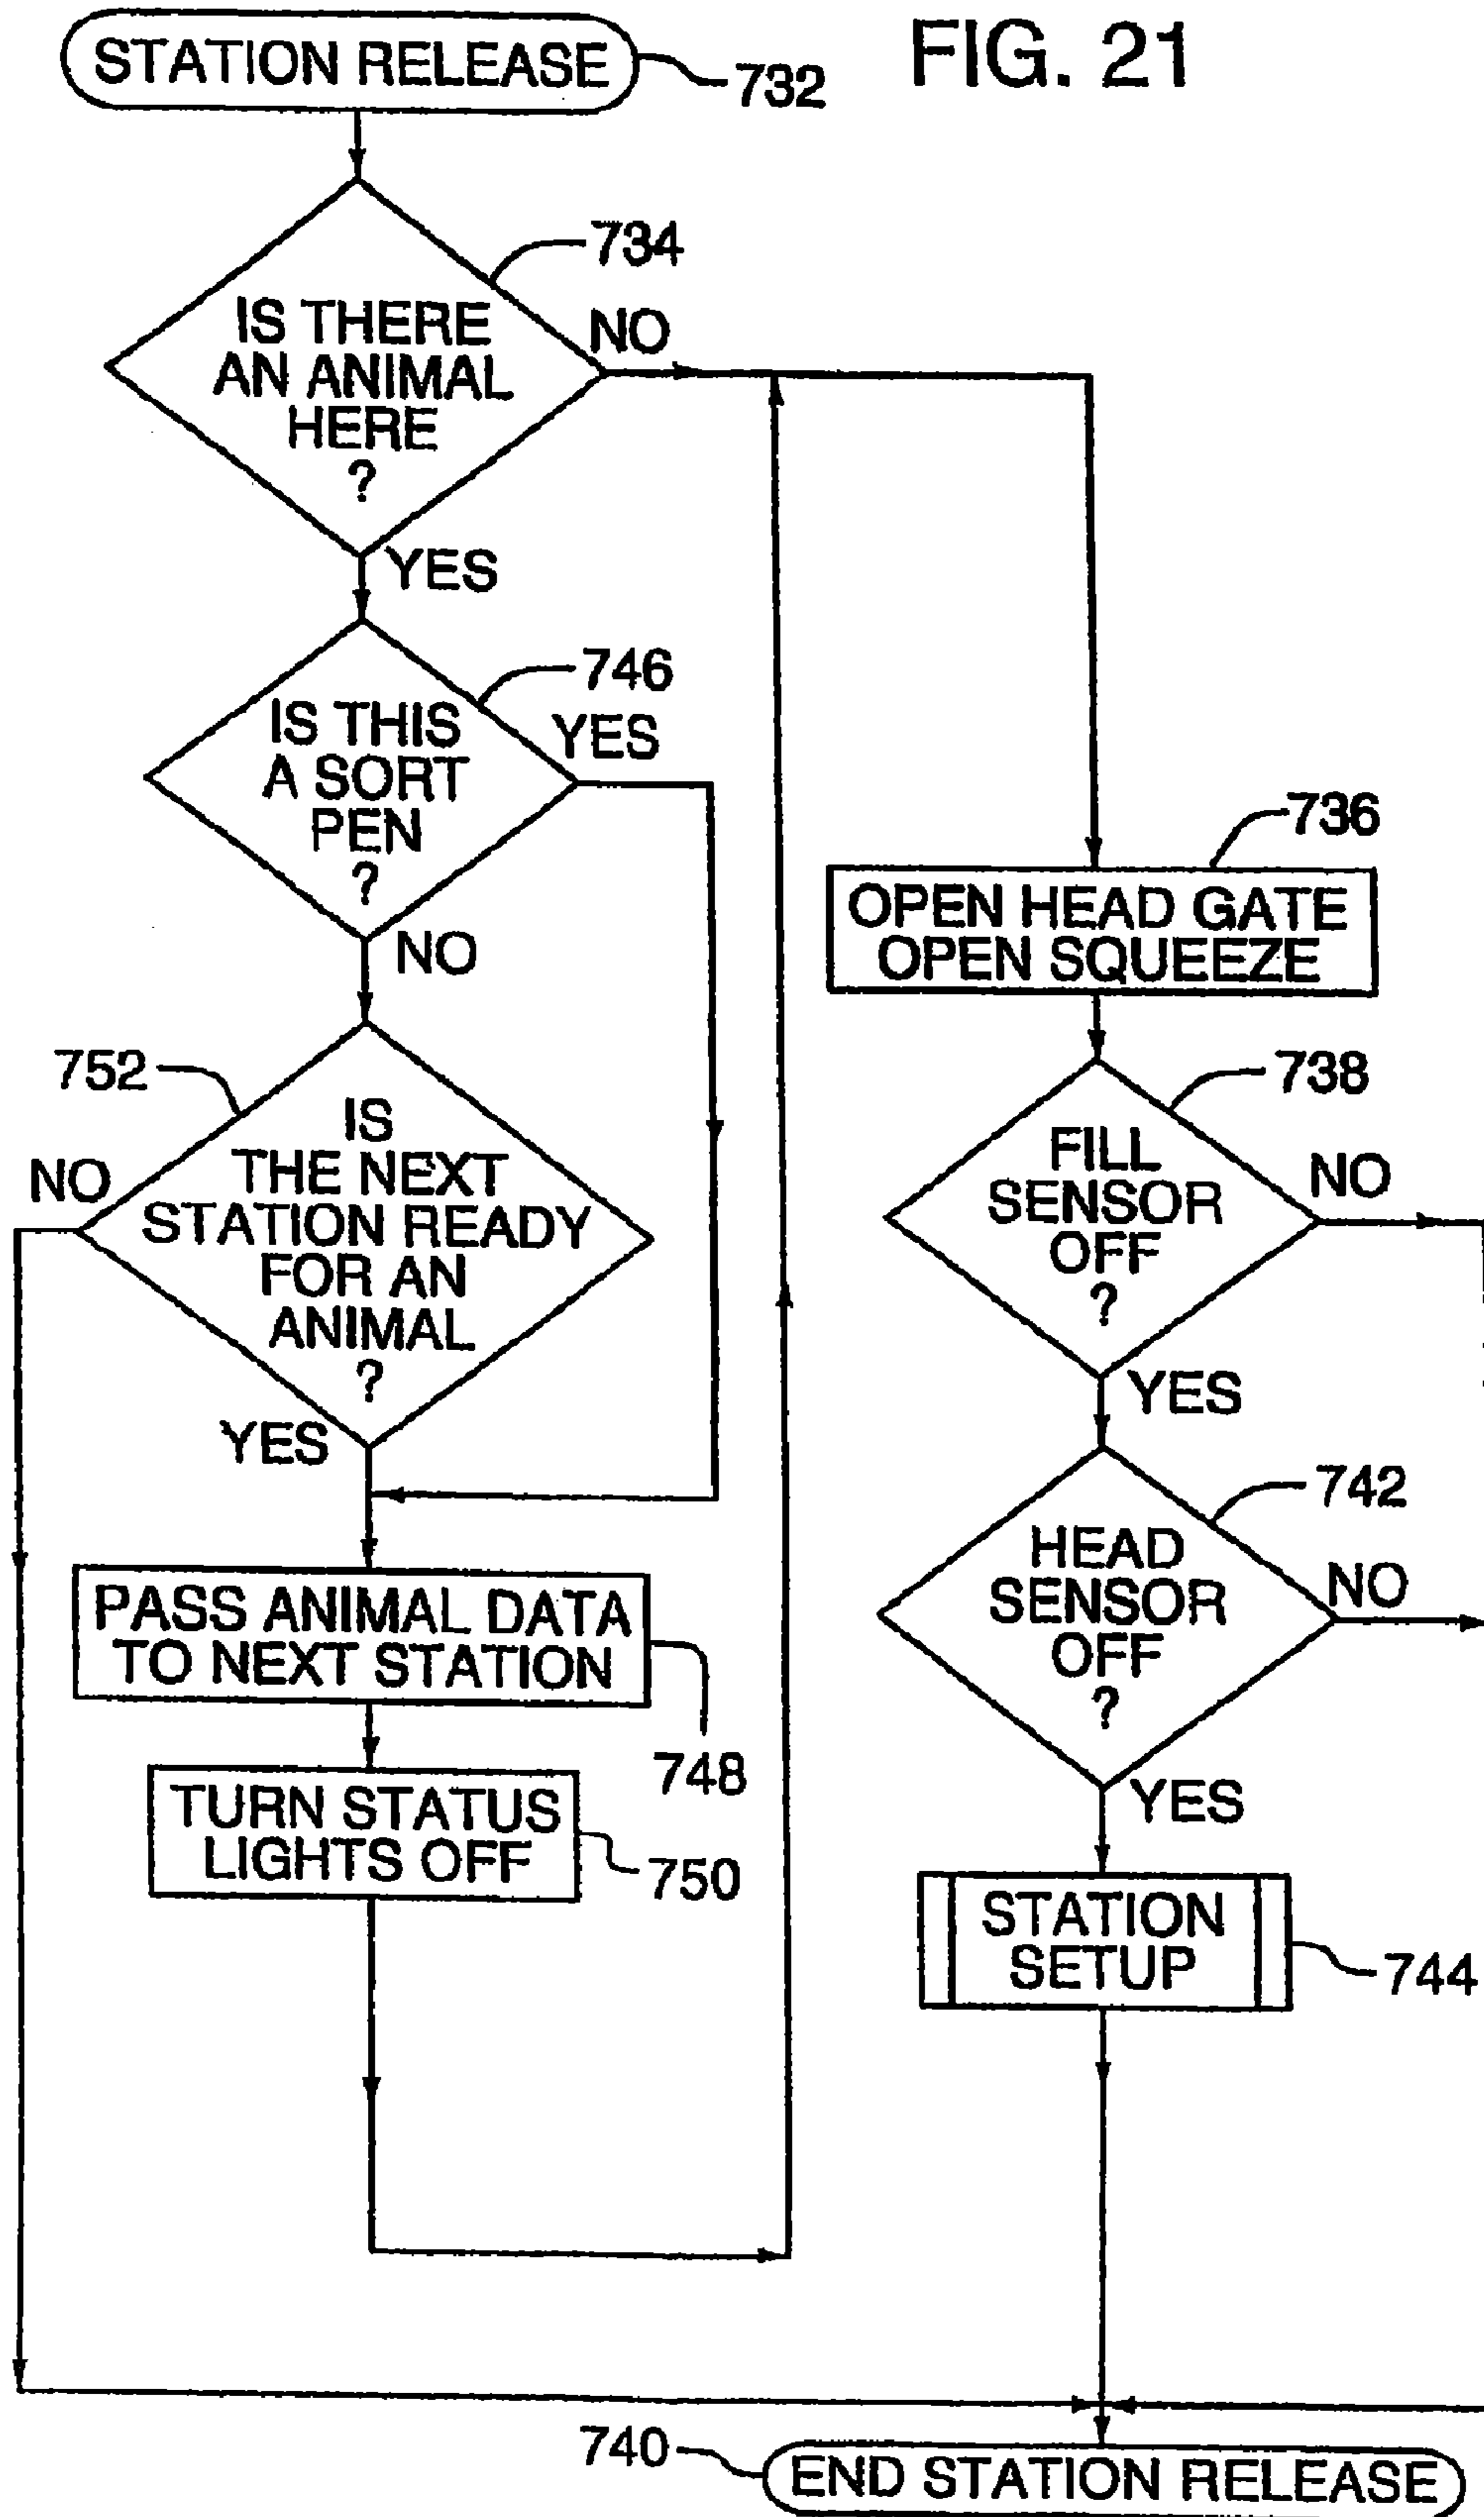 STATION RELEASE
732
FIG. 21
734
IS THERE
AN ANIMAL
HERE
?
NO
YES
746
IS THIS
A SORT
PEN
?
YES
NO
752
IS
THE NEXT
STATION READY
FOR AN
ANIMAL
?
NO
YES
PASS ANIMAL DATA
TO NEXT STATION
748
TURN STATUS
LIGHTS OFF
750
736
OPEN HEAD GATE
OPEN SQUEEZE
738
FILL
SENSOR
OFF
?
NO
YES
742
HEAD
SENSOR
OFF
?
NO
YES
STATION
SETUP
744
740
END STATION RELEASE